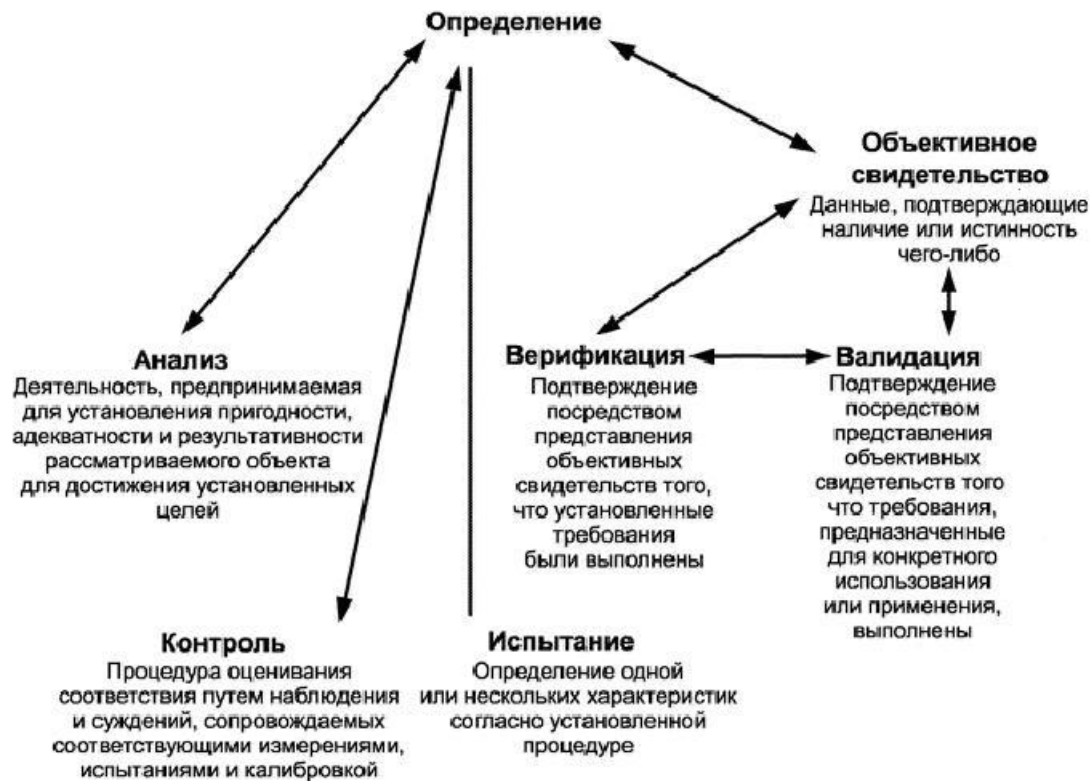 Определение
Объективное
свидетельство
Данные, подтверждающие
наличие или истинность
чего-либо
Анализ
Деятельность, предпринимаемая
для установления пригодности,
адекватности и результативности
рассматриваемого объекта
для достижения установленных
целей
Верификация
Подтверждение
посредством
представления
объективных
свидетельств того,
что установленные
требования
были выполнены
Валидация
Подтверждение
посредством
представления
объективных
свидетельств того
что требования,
предназначенные
для конкретного
использования
или применения,
выполнены
Контроль
Процедура оценивания
соответствия путем наблюдения
и суждений, сопровождаемых
соответствующими измерениями,
испытаниями и калибровкой
Испытание
Определение одной
или нескольких характеристик
согласно установленной
процедуре